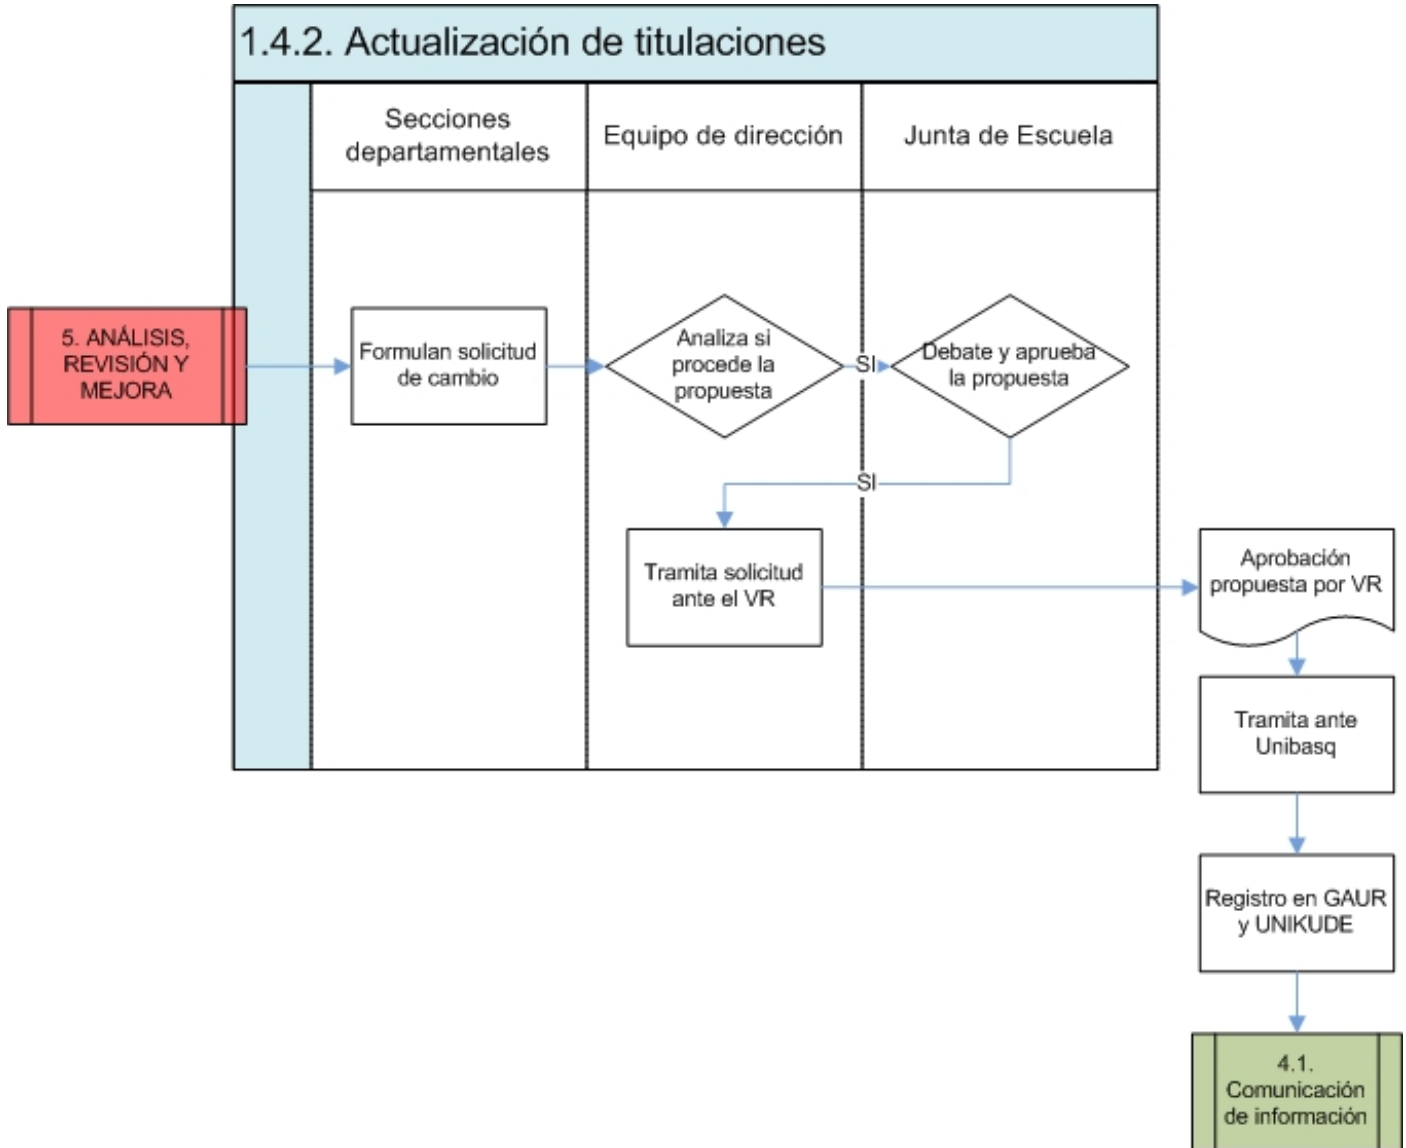 1.4.2. Actualización de titulaciones
Secciones
departamentales
Equipo de dirección
Junta de Escuela
5. ANÁLISIS,
REVISIÓN Y
MEJORA
Formulan solicitud
de cambio
Analiza si
procede la
propuesta
SI
Debate y aprueba
la propuesta
SI
Tramita solicitud
ante el VR
Aprobación
propuesta por VR
Tramita ante
Unibasq
Registro en GAUR
y UNIKUDE
4.1.
Comunicación
de información